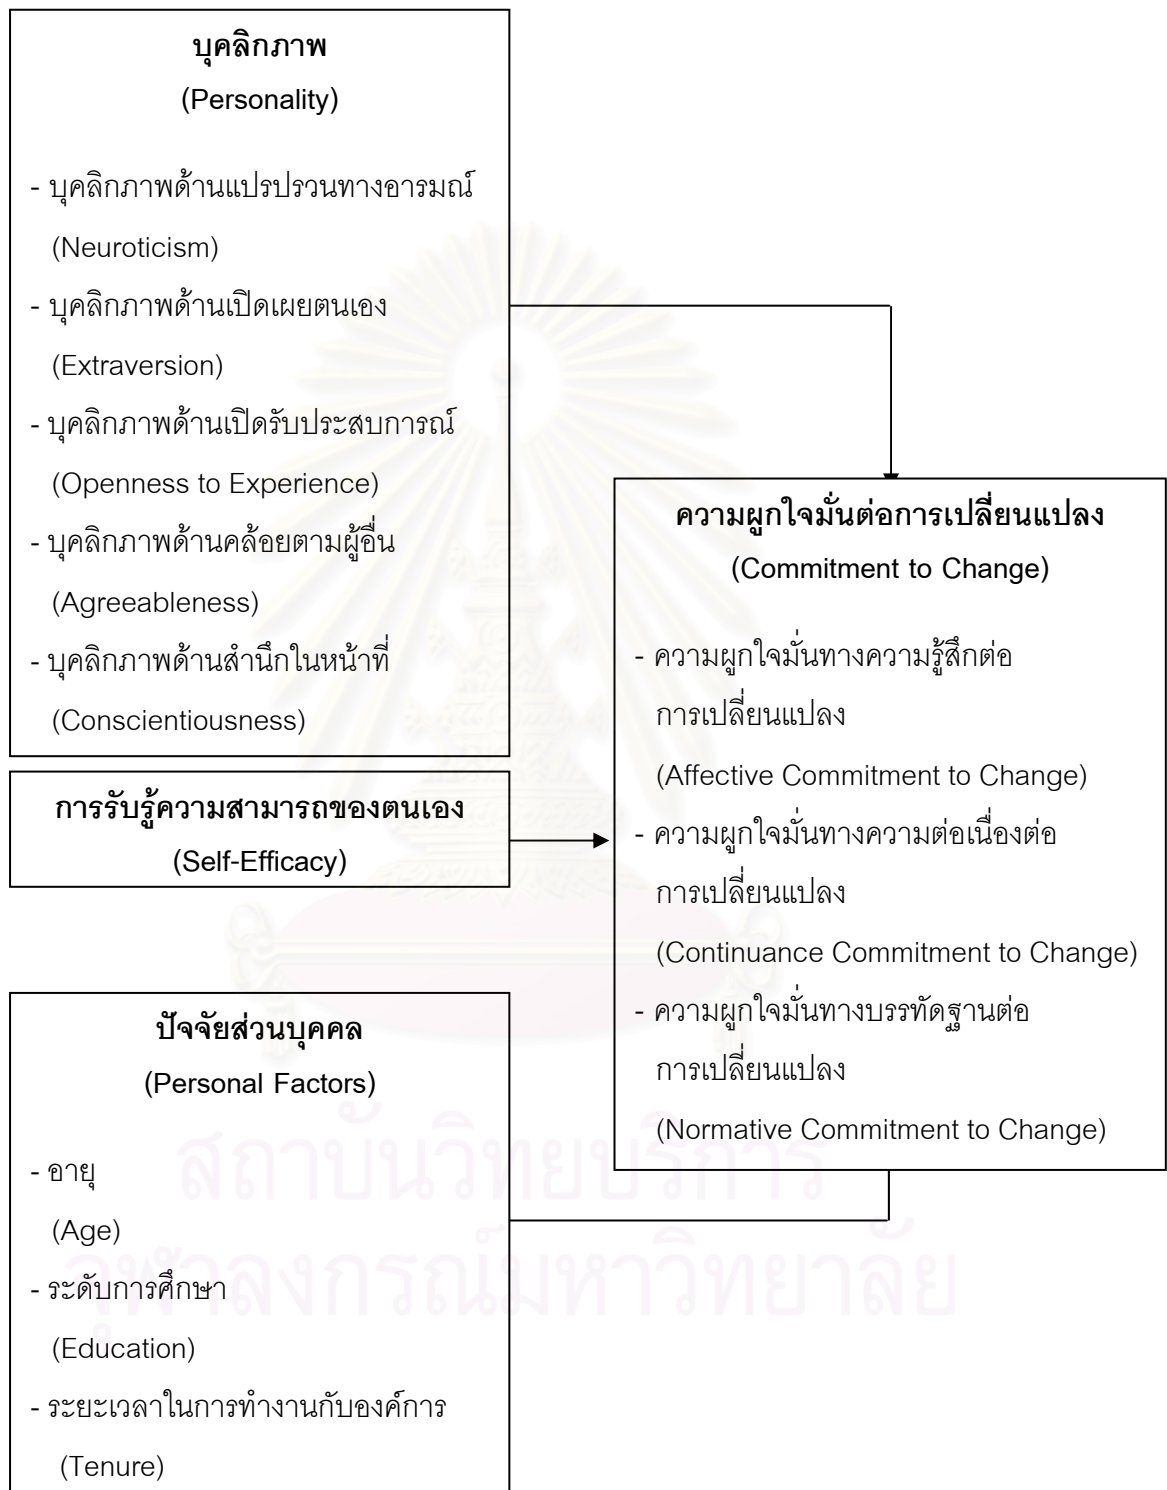 บุคลิกภาพ
(Personality)
- บุคลิกภาพด้านแปรปรวนทางอารมณ์
(Neuroticism)
- บุคลิกภาพด้านเปิดเผยตนเอง
(Extraversion)
- บุคลิกภาพด้านเปิดรับประสบการณ์
(Openness to Experience)
- บุคลิกภาพด้านคล้อยตามผู้อื่น
(Agreeableness)
- บุคลิกภาพด้านสำนึกในหน้าที่
(Conscientiousness)
การรับรู้ความสามารถของตนเอง
(Self-Efficacy)
ความผูกใจมั่นต่อการเปลี่ยนแปลง
(Commitment to Change)
- ความผูกใจมั่นทางความรู้สึกต่อ
การเปลี่ยนแปลง
(Affective Commitment to Change)
- ความผูกใจมั่นทางความต่อเนื่องต่อ
การเปลี่ยนแปลง
(Continuance Commitment to Change)
- ความผูกใจมั่นทางบรรทัดฐานต่อ
การเปลี่ยนแปลง
(Normative Commitment to Change)
ปัจจัยส่วนบุคคล
(Personal Factors)
- อายุ
(Age)
- ระดับการศึกษา
(Education)
- ระยะเวลาในการทำงานกับองค์การ
(Tenure)
สถาบันวิทยบริการ
จุฬาลงกรณ์มหาวิทยาลัย